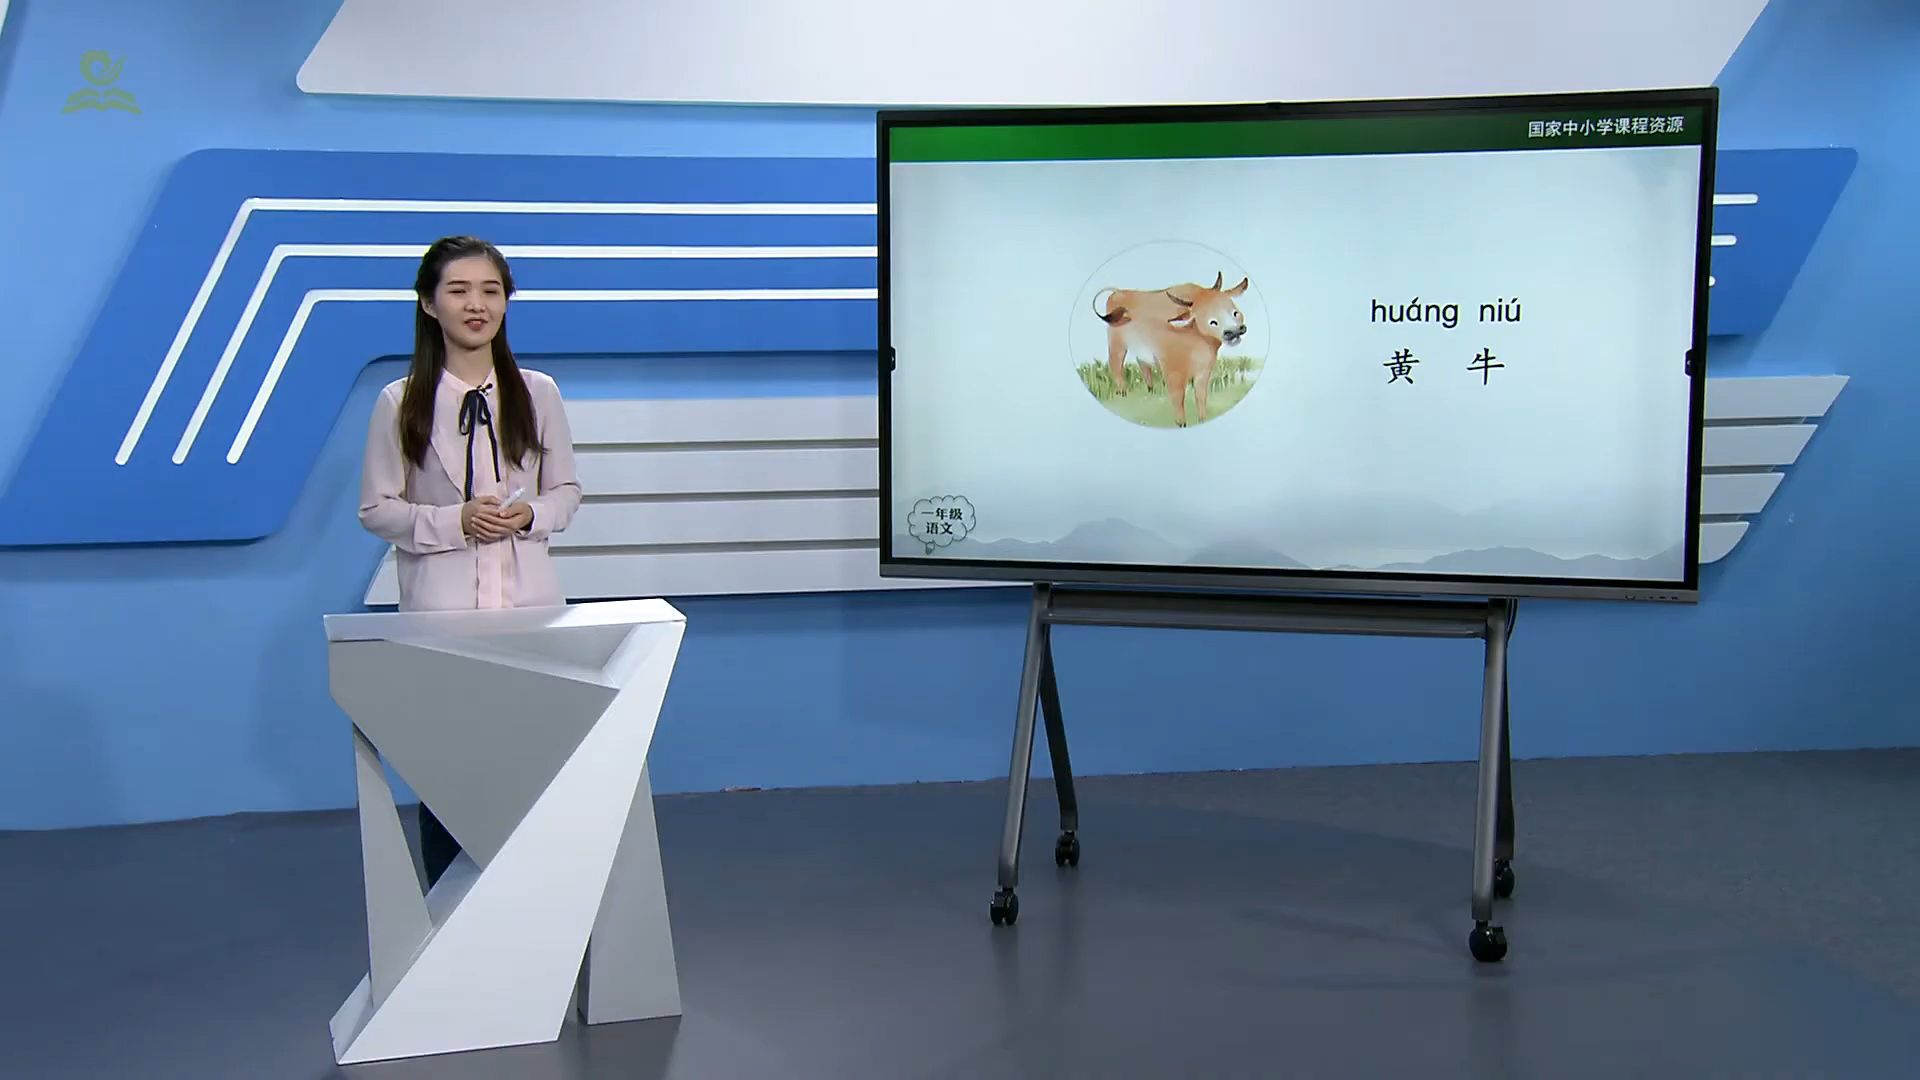 国家中小学课程资源
huáng niú
黄 牛
一年级
语文